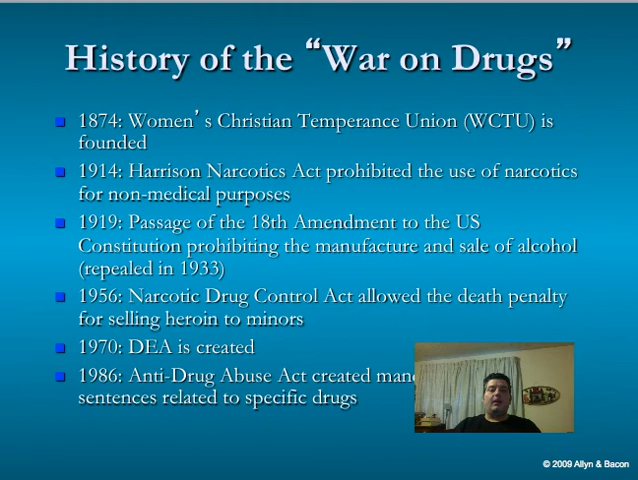 History of the “War on Drugs”
1874: Women’s Christian Temperance Union (WCTU) is
founded
1914: Harrison Narcotics Act prohibited the use of narcotics
for non-medical purposes
1919: Passage of the 18th Amendment to the US
Constitution prohibiting the manufacture and sale of alcohol
(repealed in 1933)
1956: Narcotic Drug Control Act allowed the death penalty
for selling heroin to minors
1970: DEA is created
1986: Anti-Drug Abuse Act created
sentences related to specific drugs
© 2009 Allyn & Bacon